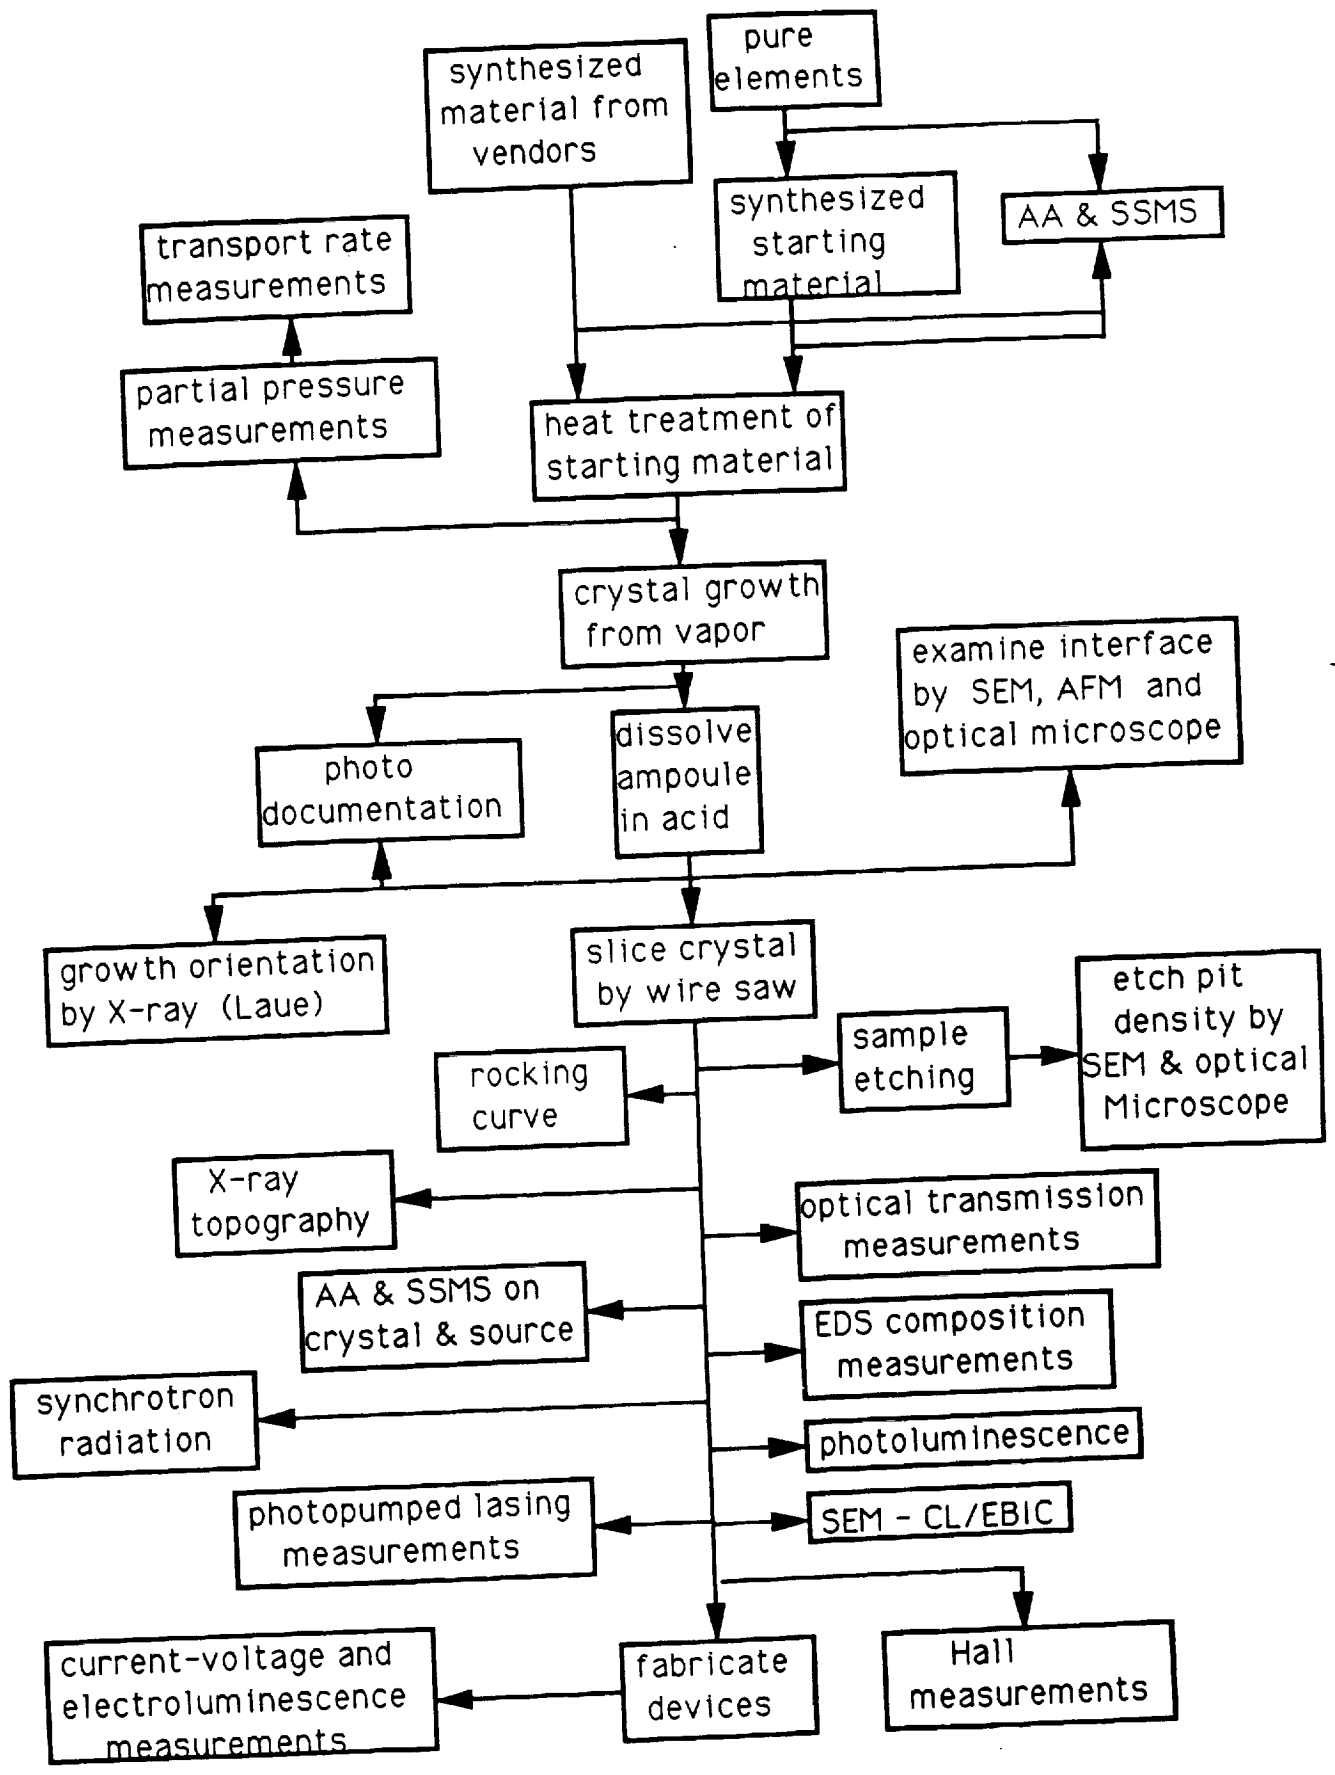 pure
elements
synthesized
material from
vendors
synthesized
starting
material
AA & SSMS
transport rate
measurements
partial pressure
measurements
heat treatment of
starting material
crystal growth
from vapor
examine interface
by SEM, AFM and
optical microscope
photo
documentation
dissolve
ampoule
in acid
growth orientation
by X-ray (Laue)
slice crystal
by wire saw
sample
etching
etch pit
density by
SEM & optical
Microscope
rocking
curve
X-ray
topography
optical transmission
measurements
AA & SSMS on
crystal & source
EDS composition
measurements
synchrotron
radiation
photoluminescence
photopumped lasing
measurements
SEM - CL/EBIC
current-voltage and
electroluminescence
measurements
fabricate
devices
Hall
measurements